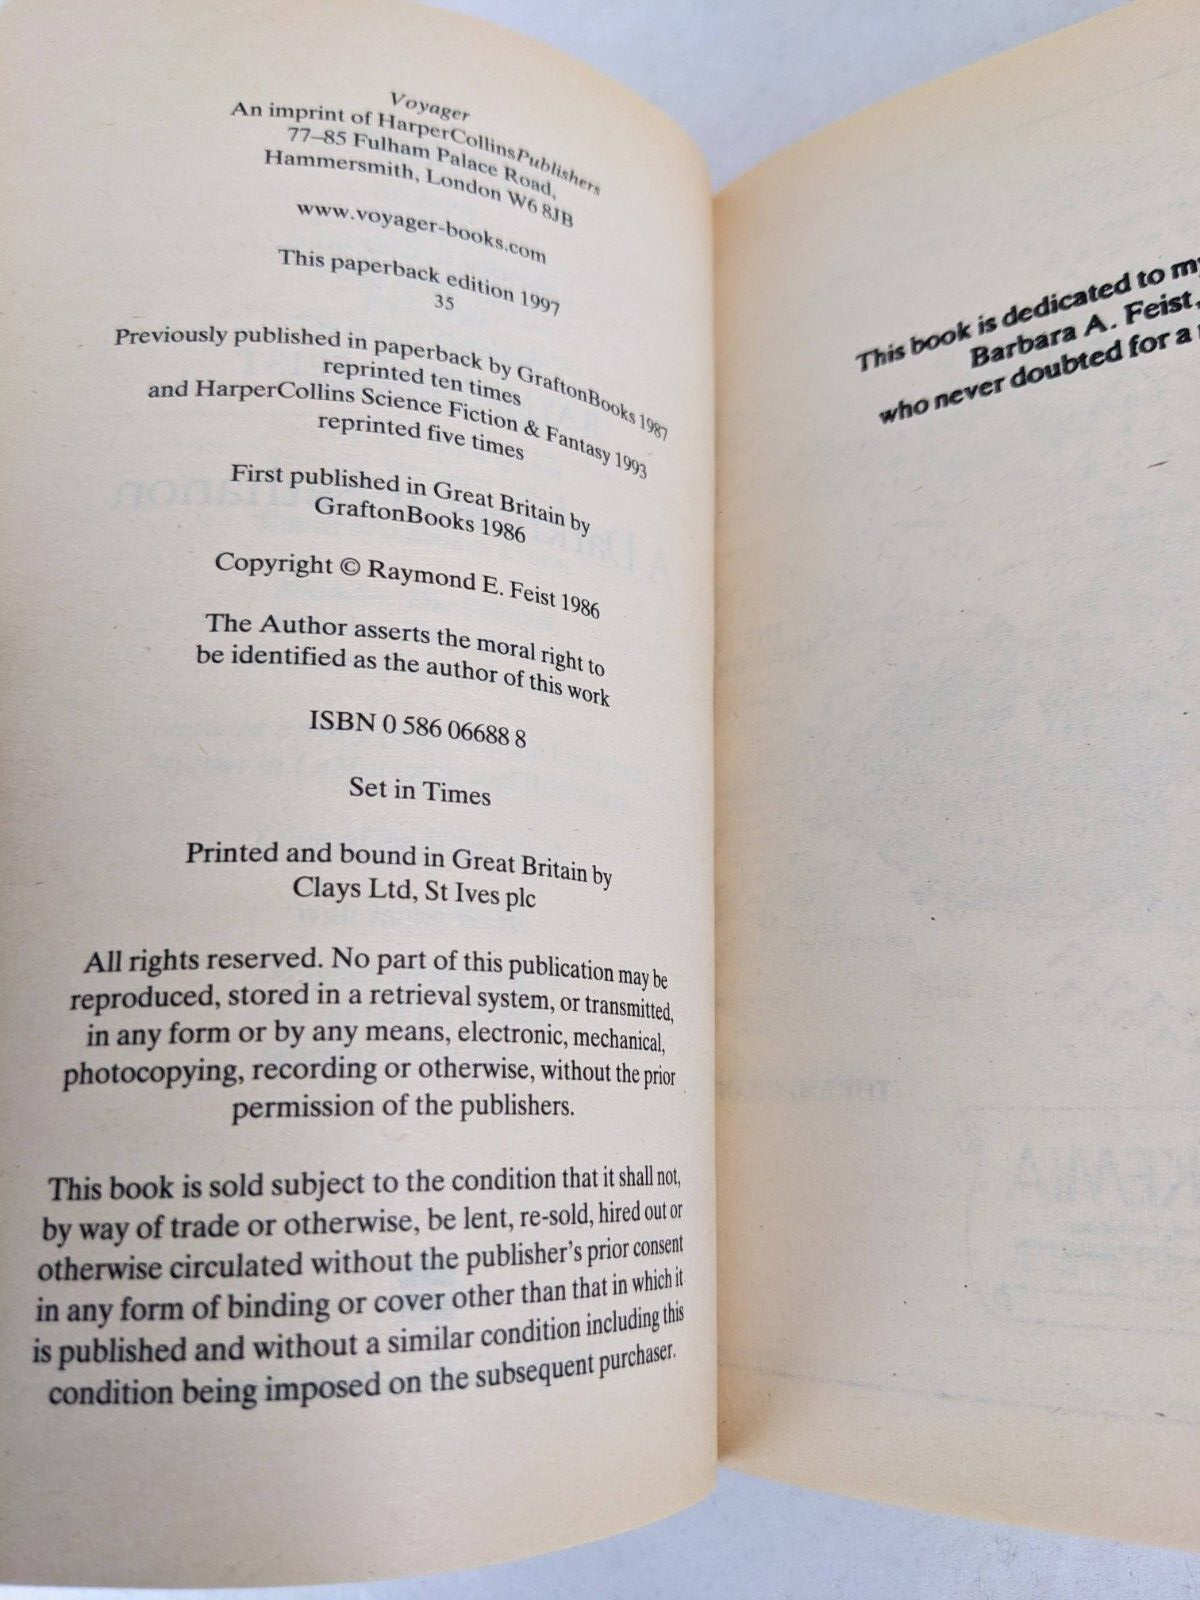 Voyager
An imprint of HarperCollinsPublishers
77–85 Fulham Palace Road,
Hammersmith, London W6 8JB
www.voyager-books.com
This paperback edition 1997
35
Previously published in paperback by GraftonBooks 1987
reprinted ten times
and HarperCollins Science Fiction & Fantasy 1993
reprinted five times
First published in Great Britain by
GraftonBooks 1986
Copyright © Raymond E. Feist 1986
The Author asserts the moral right to
be identified as the author of this work
ISBN 0 586 06688 8
Set in Times
Printed and bound in Great Britain by
Clays Ltd, St Ives plc
All rights reserved. No part of this publication may be
reproduced, stored in a retrieval system, or transmitted,
in any form or by any means, electronic, mechanical,
photocopying, recording or otherwise, without the prior
permission of the publishers.
This book is sold subject to the condition that it shall not,
by way of trade or otherwise, be lent, re-sold, hired out or
otherwise circulated without the publisher's prior consent
in any form of binding or cover other than that in which it
is published and without a similar condition including this
condition being imposed on the subsequent purchaser.
This book is dedicated to my
Barbara A. Feist,
who never doubted for a